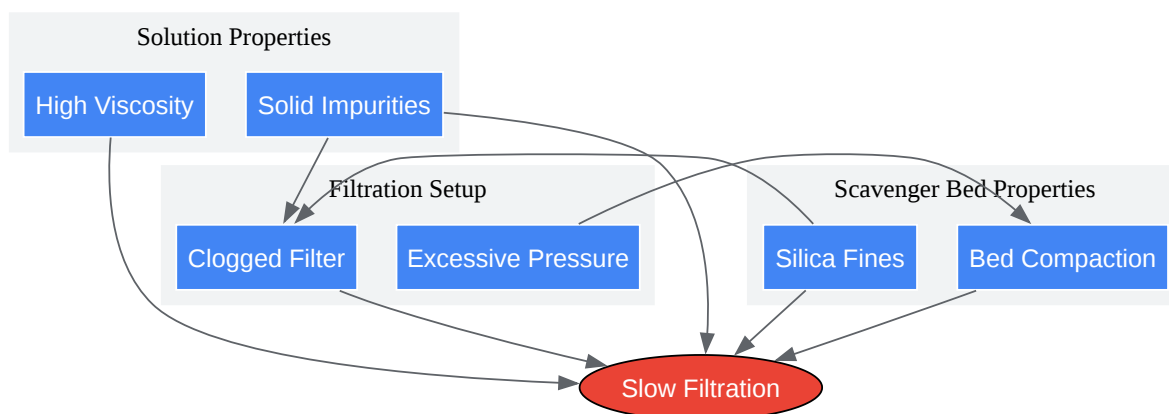 Solution Properties
High Viscosity
Solid Impurities
Filtration Setup
Scavenger Bed Properties
Clogged Filter
Excessive Pressure
Silica Fines
Bed Compaction
Slow Filtration